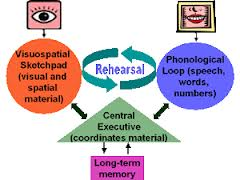 Visuospatial
Sketchpad
(visual and
spatial
material)
Rehearsal
Phonological
Loop (speech,
words,
numbers)
Central
Executive
(coordinates material)
Long-term
memory